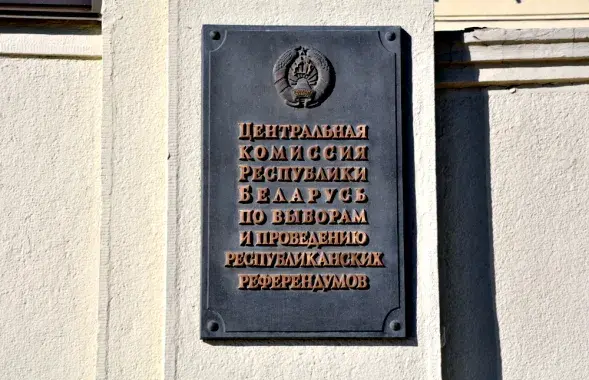 ЦЕНТРАЛЬНАЯ
КОМИССИЯ
РЕСПУБЛИКИ
БЕЛАРУСЬ
ПО ВЫБОРАМ
И ПРОВЕДЕНИЮ
РЕСПУБЛИКАНСКИХ
РЕФЕРЕНДУМОВ